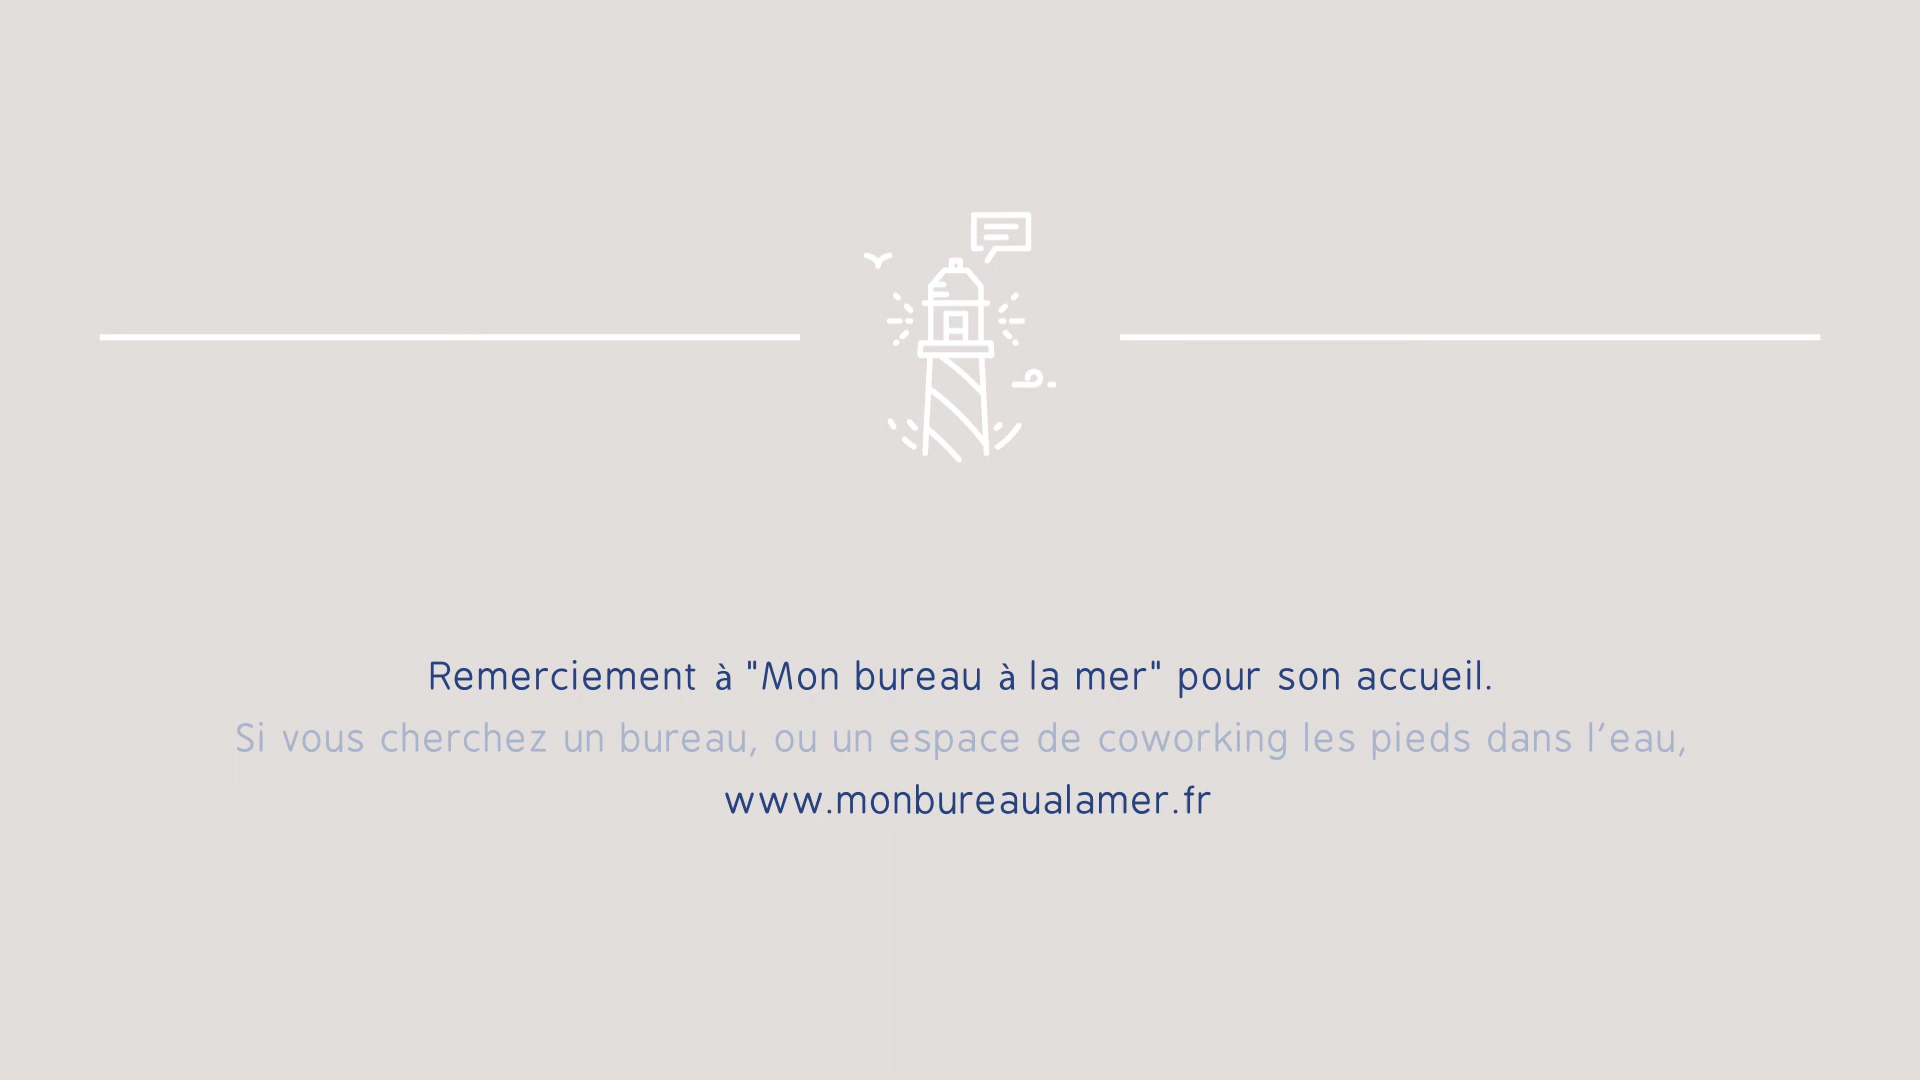 Remerciement à "Mon bureau à la mer" pour son accueil.
Si vous cherchez un bureau, ou un espace de coworking les pieds dans l’eau,
www.monbureaualamer.fr